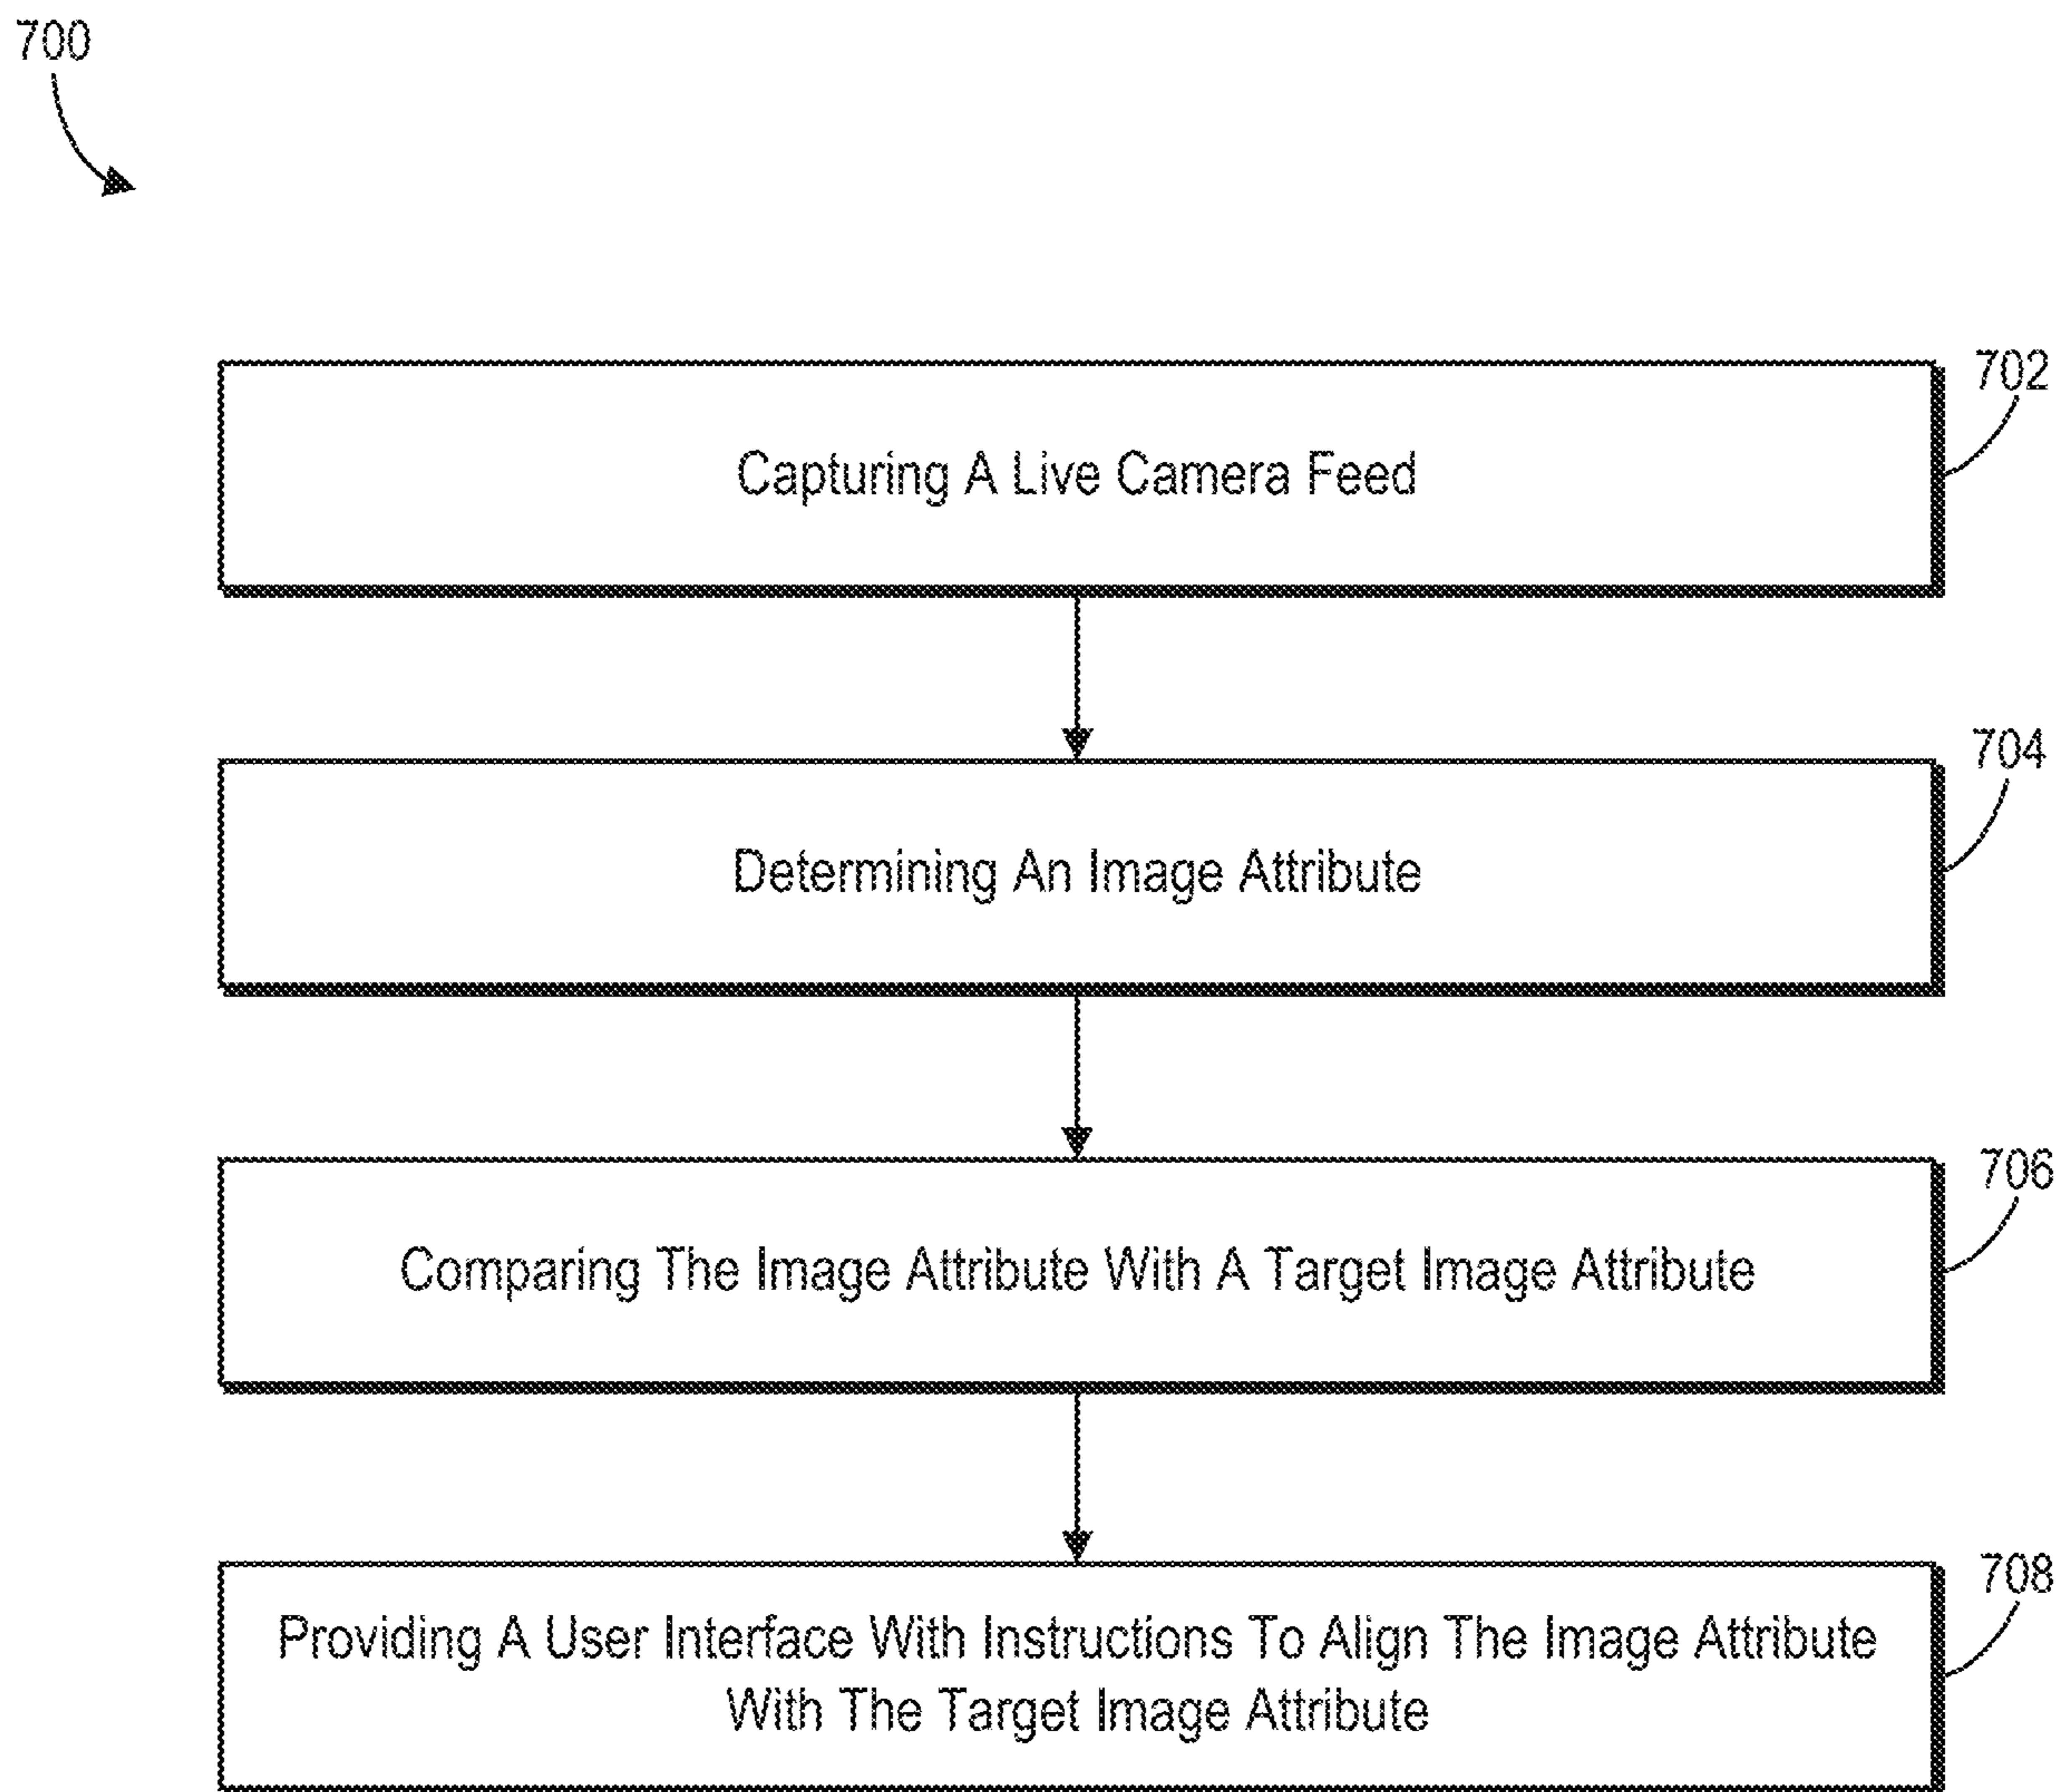 700
702
Capturing A Live Camera Feed
704
Determining An Image Attribute
706
Comparing The Image Attribute With A Target Image Attribute
708
Providing A User Interface With Instructions To Align The Image Attribute
With The Target Image Attribute